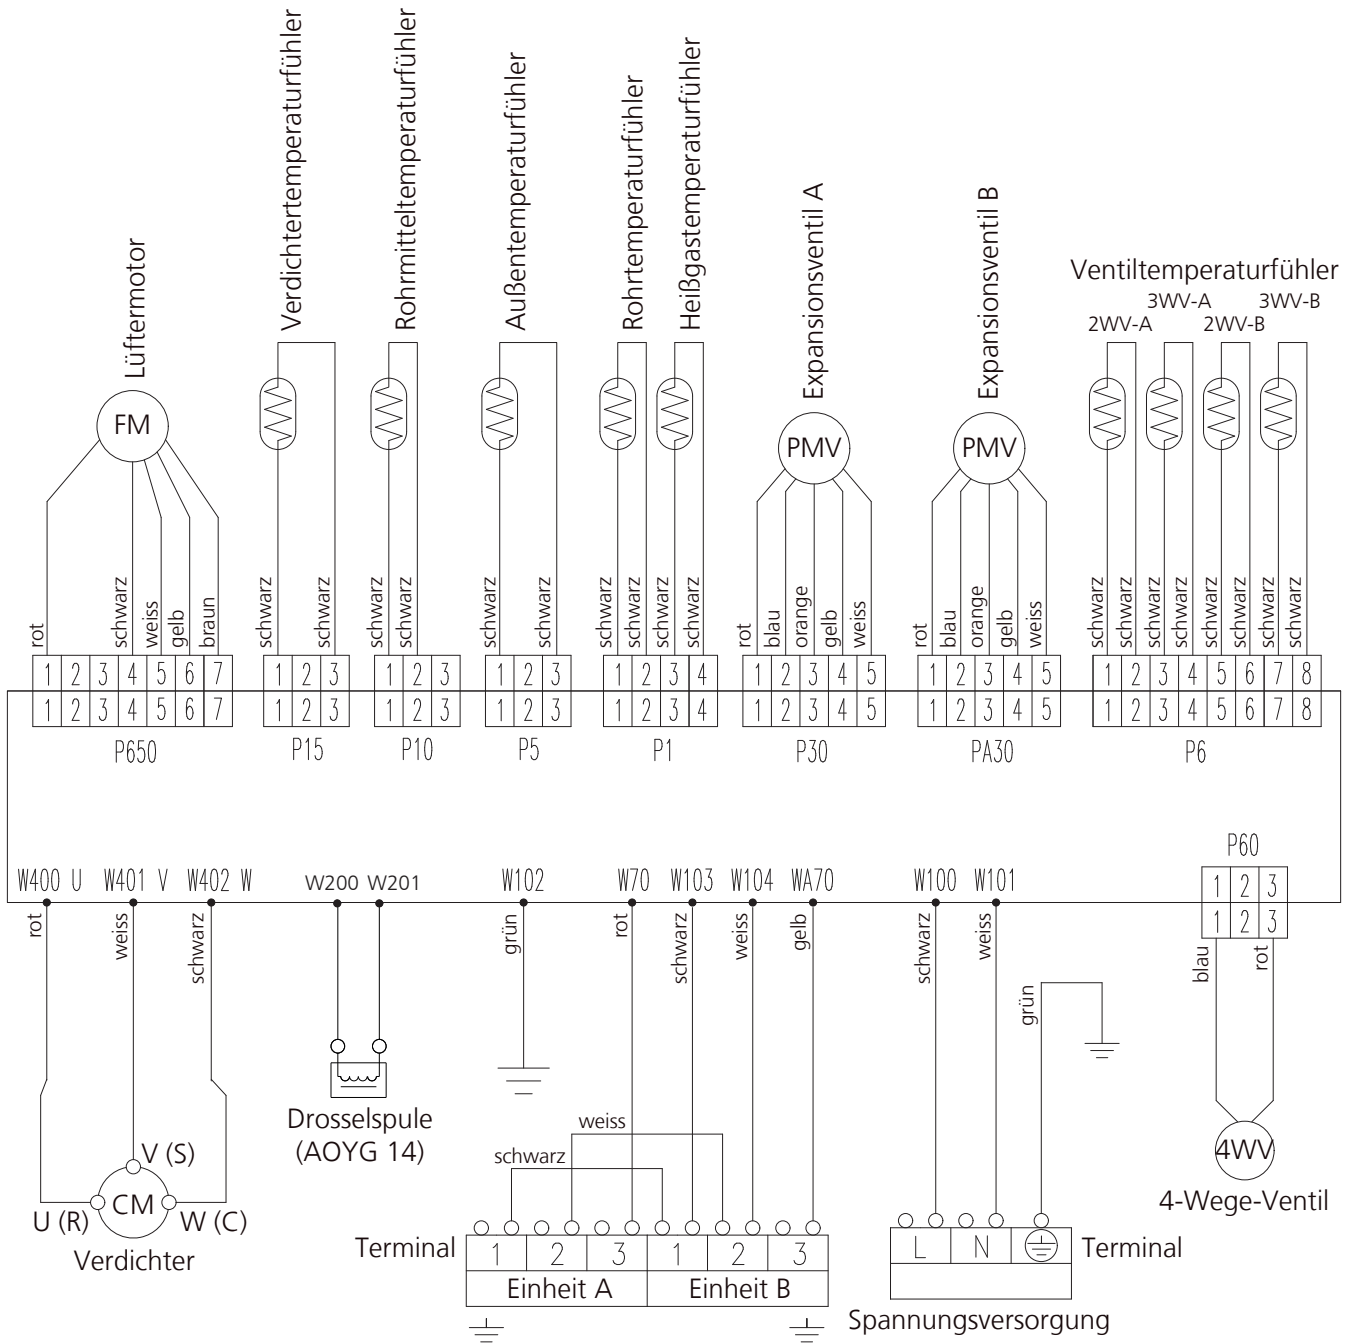 Lüftermotor
Verdichtertemperaturfühler
Rohrmitteltemperaturfühler
Außentemperaturfühler
Rohrtemperaturfühler
Heißgastemperaturfühler
Expansionsventil A
Expansionsventil B
Ventiltemperaturfühler
3WV-A 3WV-B
2WV-A 2WV-B
FM PMV PMV
rot schwarz weiss gelb braun
schwarz schwarz
schwarz schwarz
schwarz schwarz
schwarz schwarz schwarz schwarz
rot blau orange gelb weiss
rot blau orange gelb weiss
schwarz schwarz schwarz schwarz schwarz schwarz schwarz schwarz
1 2 3 4 5 6 7 1 2 3 1 2 3 1 2 3 1 2 3 4 1 2 3 4 5 1 2 3 4 5 1 2 3 4 5 6 7 8
1 2 3 4 5 6 7 1 2 3 1 2 3 1 2 3 1 2 3 4 1 2 3 4 5 1 2 3 4 5 1 2 3 4 5 6 7 8
P650 P15 P10 P5 P1 P30 PA30 P6
P60
W400 U W401 V W402 W W200 W201 W102 W70 W103 W104 WA70 W100 W101
1 2 3
1 2 3
rot weiss schwarz grün rot schwarz weiss gelb schwarz weiss blau rot
grün
Drosselspule
(AOYG 14)
weiss
schwarz
V (S)
4WV
CM
U (R) W (C)
Verdichter
4-Wege-Ventil
Terminal 1 2 3 1 2 3
L N Terminal
Einheit A Einheit B
Spannungsversorgung